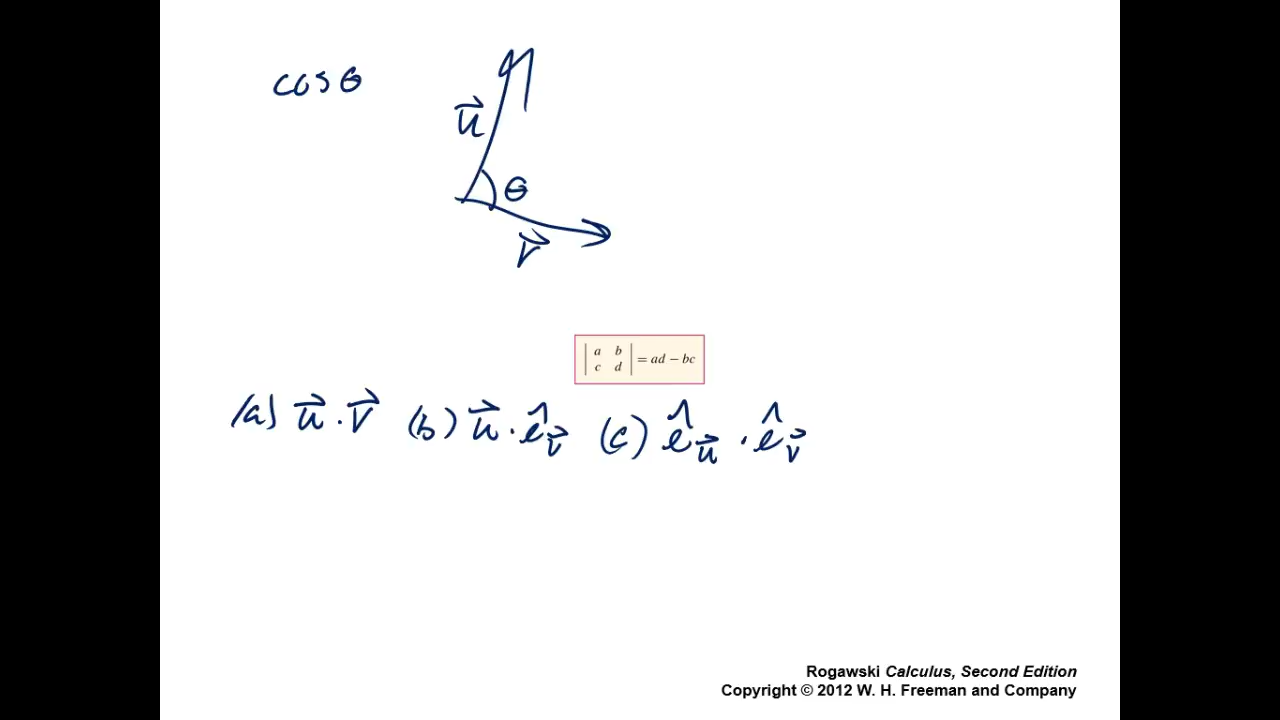 cos θ
u⃗
θ
v⃗
| a b |
| c d | = ad − bc
(a) u⃗ · v⃗ (b) u⃗ · ê_v⃗ (c) ê_u⃗ · ê_v⃗
Rogawski Calculus, Second Edition
Copyright © 2012 W. H. Freeman and Company